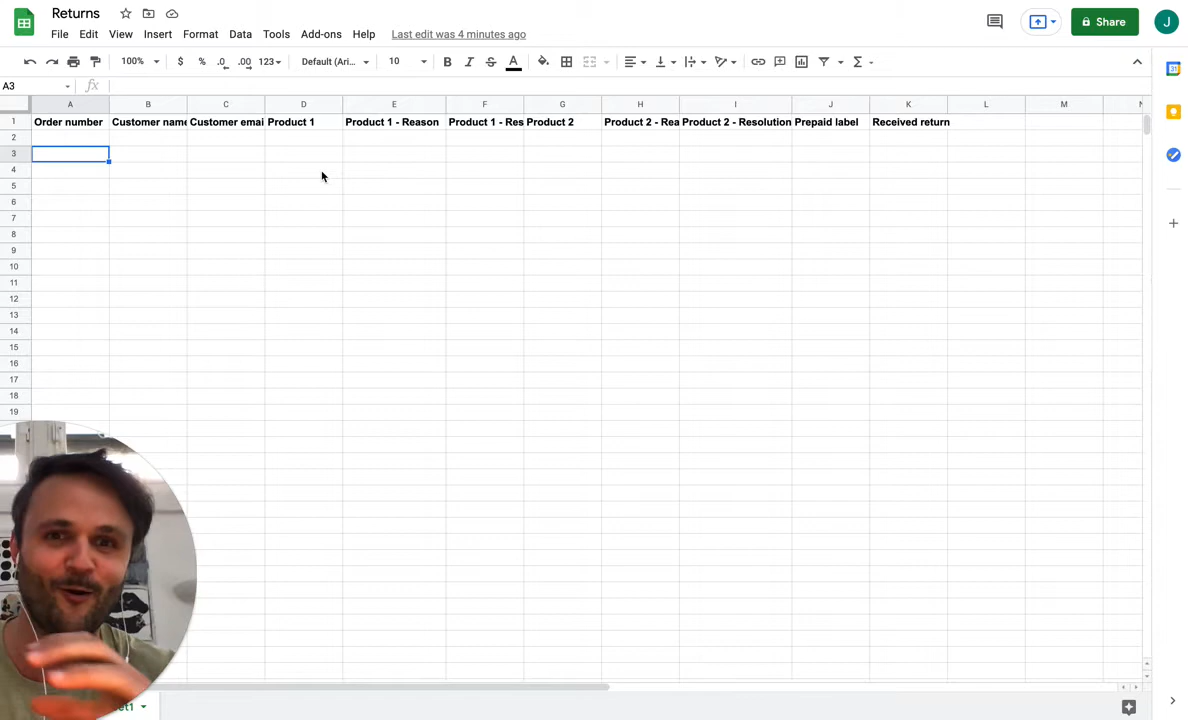 Returns
File Edit View Insert Format Data Tools Add-ons Help Last edit was 4 minutes ago
Share
J
100% $ % .0 .00 123 Default (Ari... 10 B I S A
31
A3 fx
A B C D E F G H I J K L M N
1 Order number Customer name Customer emai Product 1 Product 1 - Reason Product 1 - Res Product 2 Product 2 - Rea Product 2 - Resolution Prepaid label Received return
2
3
4
5
6
7
8
9
10
11
12
13
14
15
16
17
18
19